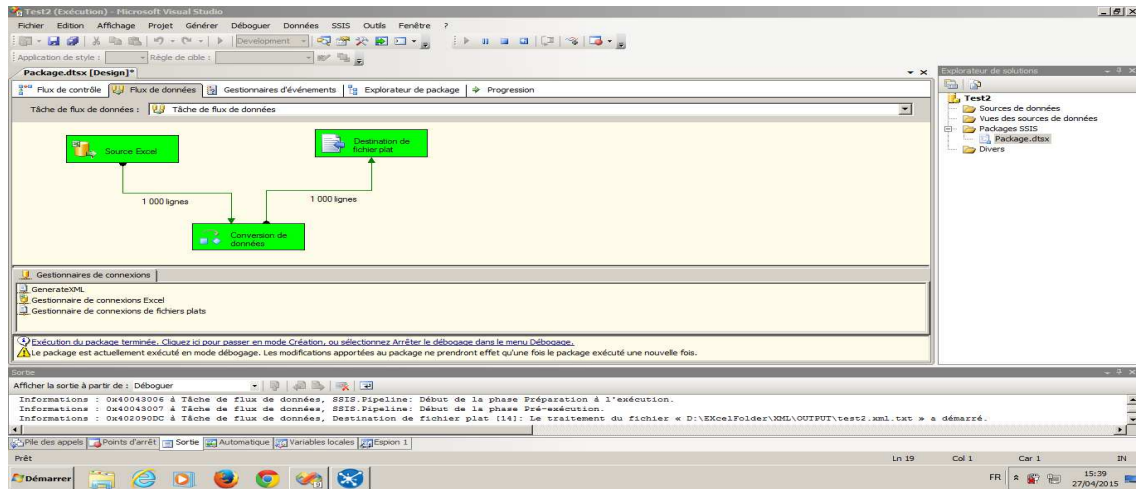 Test2 (Exécution) - Microsoft Visual Studio
Fichier Edition Affichage Projet Générer Déboguer Données SSIS Outils Fenêtre ?
Development
Application de style : Règle de cible :
Package.dtsx [Design]*
Flux de contrôle Flux de données Gestionnaires d'événements Explorateur de package Progression
Tâche de flux de données : Tâche de flux de données
Source Excel
Destination de
fichier plat
1 000 lignes
1 000 lignes
Conversion de
données
Gestionnaires de connexions
GenerateXML
Gestionnaire de connexions Excel
Gestionnaire de connexions de fichiers plats
Exécution du package terminée. Cliquez ici pour passer en mode Création, ou sélectionnez Arrêter le débogage dans le menu Débogage.
Le package est actuellement exécuté en mode débogage. Les modifications apportées au package ne prendront effet qu'une fois le package exécuté une nouvelle fois.
Explorateur de solutions
Test2
Sources de données
Vues des sources de données
Packages SSIS
Package.dtsx
Divers
Sortie
Afficher la sortie à partir de : Déboguer
Informations : 0x40043006 à Tâche de flux de données, SSIS.Pipeline: Début de la phase Préparation à l'exécution.
Informations : 0x40043007 à Tâche de flux de données, SSIS.Pipeline: Début de la phase Pré-exécution.
Informations : 0x402090DC à Tâche de flux de données, Destination de fichier plat [14]: Le traitement du fichier « D:\EXcelFolder\XML\OUTPUT\test2.xml.txt » a démarré.
Pile des appels Points d'arrêt Sortie Automatique Variables locales Espion 1
Prêt Ln 19 Col 1 Car 1 IN
Démarrer FR 15:39
27/04/2015